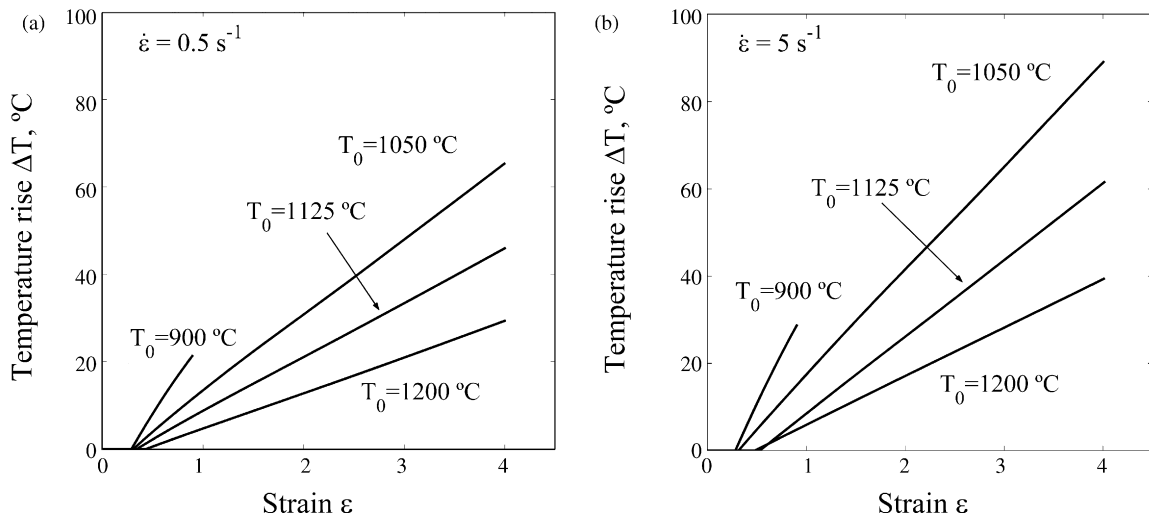 (a)
ε̇ = 0.5 s⁻¹
T₀=1050 ºC
T₀=1125 ºC
T₀=900 ºC
T₀=1200 ºC
100
80
60
40
20
0
0
1
2
3
4
Temperature rise ΔT, ºC
Strain ε
(b)
ε̇ = 5 s⁻¹
T₀=1050 ºC
T₀=1125 ºC
T₀=900 ºC
T₀=1200 ºC
100
80
60
40
20
0
0
1
2
3
4
Temperature rise ΔT, ºC
Strain ε